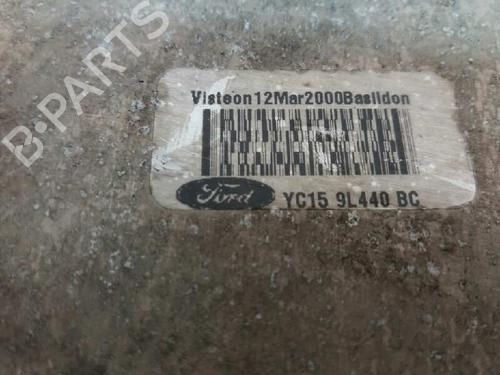 B-PARTS
Visteon12Mar2000Basildon
Ford
YC15 9L440 BC